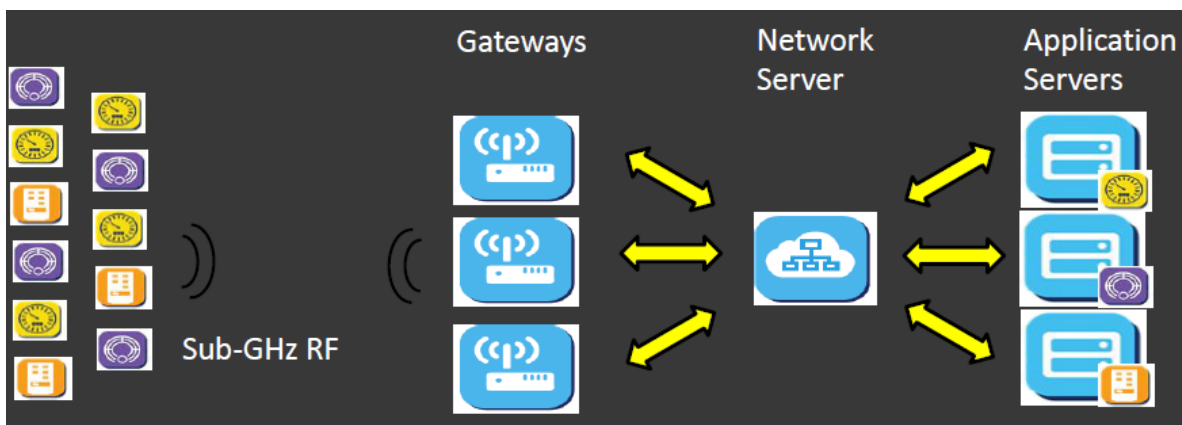 Gateways
Network
Server
Application
Servers
Sub-GHz RF